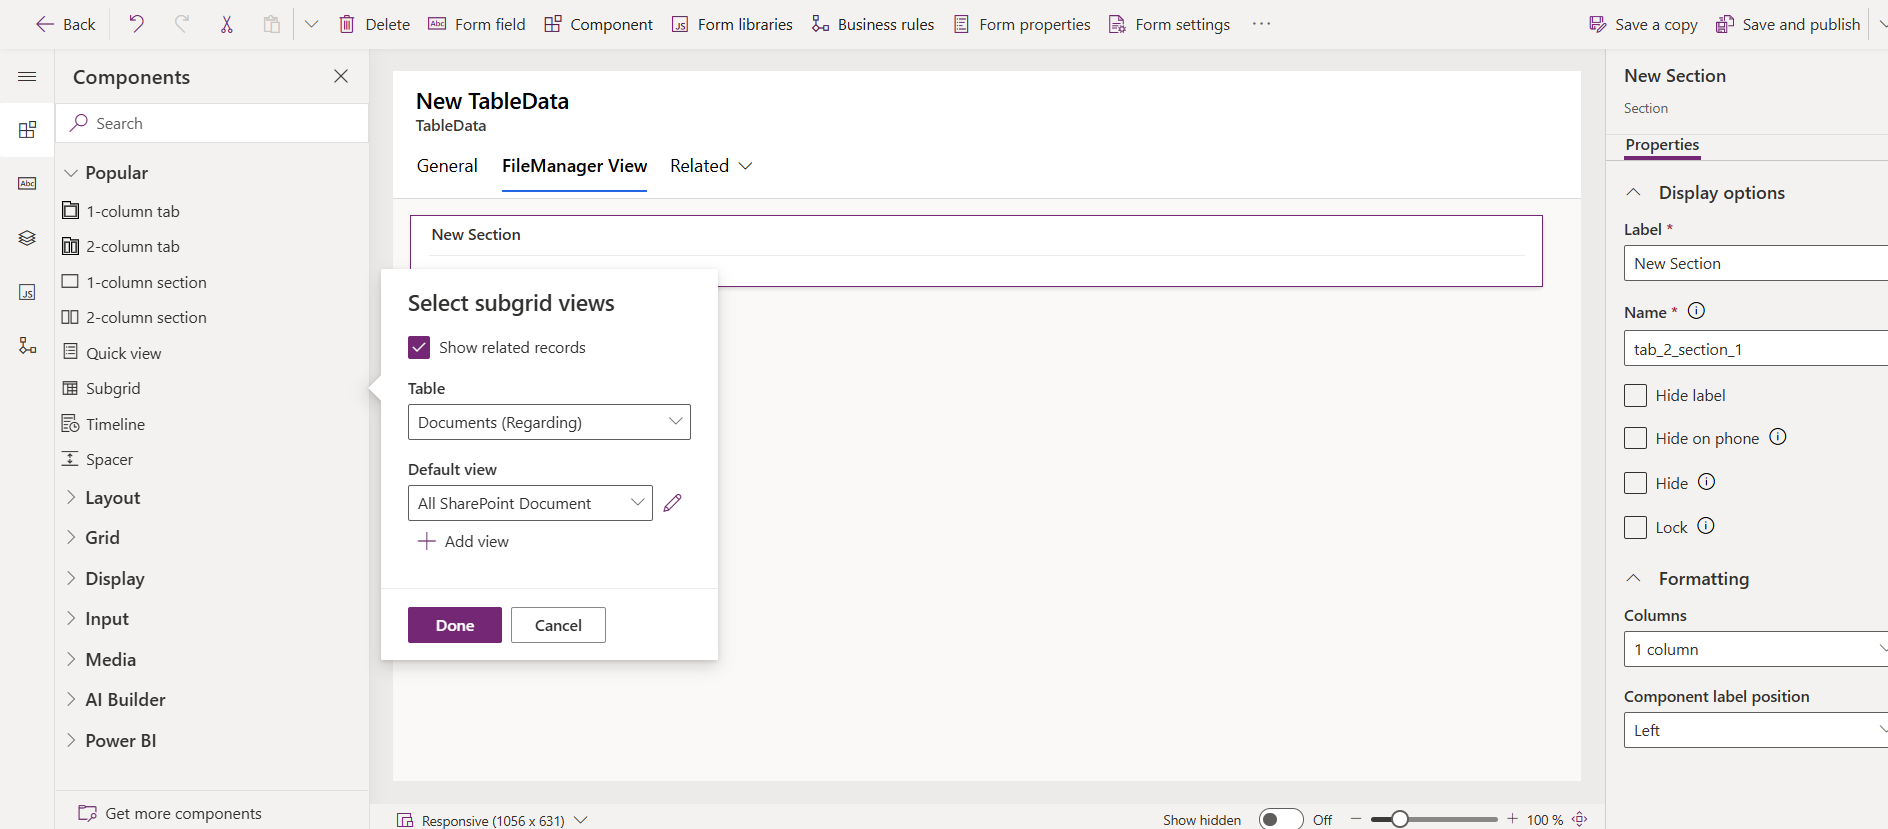 Back
Delete
Abc Form field
Component
JS Form libraries
Business rules
Form properties
Form settings
Save a copy
Save and publish
Components
Search
Popular
1-column tab
2-column tab
1-column section
2-column section
Quick view
Subgrid
Timeline
Spacer
Layout
Grid
Display
Input
Media
AI Builder
Power BI
Get more components
Abc
JS
New TableData
TableData
General
FileManager View
Related
New Section
Select subgrid views
Show related records
Table
Documents (Regarding)
Default view
All SharePoint Document
Add view
Done
Cancel
Responsive (1056 x 631)
Show hidden
Off
100 %
New Section
Section
Properties
Display options
Label *
New Section
Name *
tab_2_section_1
Hide label
Hide on phone
Hide
Lock
Formatting
Columns
1 column
Component label position
Left